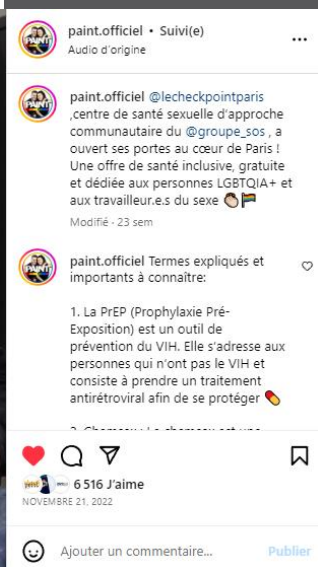 paint.officiel • Suivi(e)
Audio d'origine
paint.officiel @lecheckpointparis
,centre de santé sexuelle d'approche
communautaire du @groupe_sos , a
ouvert ses portes au cœur de Paris !
Une offre de santé inclusive, gratuite
et dédiée aux personnes LGBTQIA+ et
aux travailleur.e.s du sexe
Modifié · 23 sem
paint.officiel Termes expliqués et
importants à connaître:
1. La PrEP (Prophylaxie Pré-
Exposition) est un outil de
prévention du VIH. Elle s'adresse aux
personnes qui n'ont pas le VIH et
consiste à prendre un traitement
antirétroviral afin de se protéger
6 516 J'aime
NOVEMBRE 21, 2022
Ajouter un commentaire...
Publier